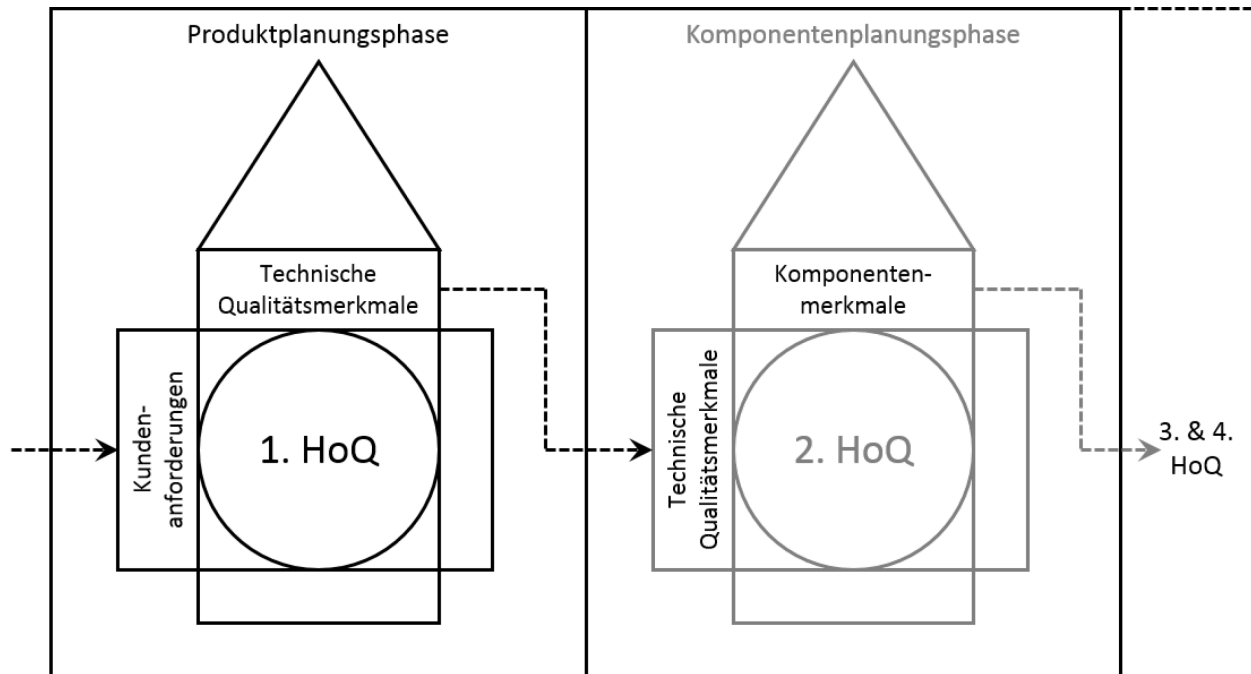 Produktplanungsphase
Technische
Qualitätsmerkmale
Kunden-
anforderungen
1. HoQ
Komponentenplanungsphase
Komponenten-
merkmale
Technische
Qualitätsmerkmale
2. HoQ
3. & 4.
HoQ